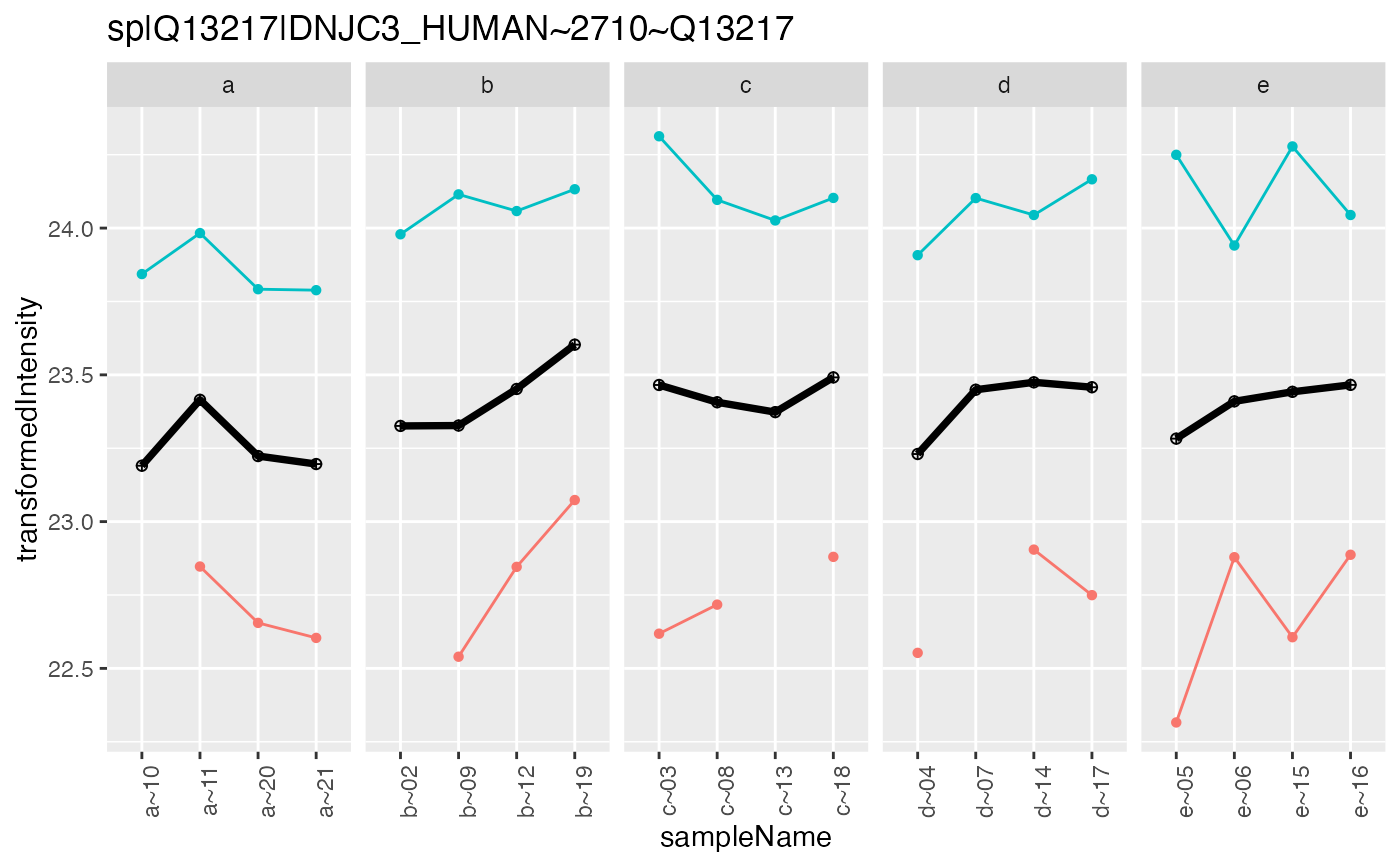 sp|Q13217|DNJC3_HUMAN~2710~Q13217
a b c d e
24.0
23.5
23.0
22.5
transformedIntensity
a~10 a~11 a~20 a~21 b~02 b~09 b~12 b~19 c~03 c~08 c~13 c~18 d~04 d~07 d~14 d~17 e~05 e~06 e~15 e~16
sampleName